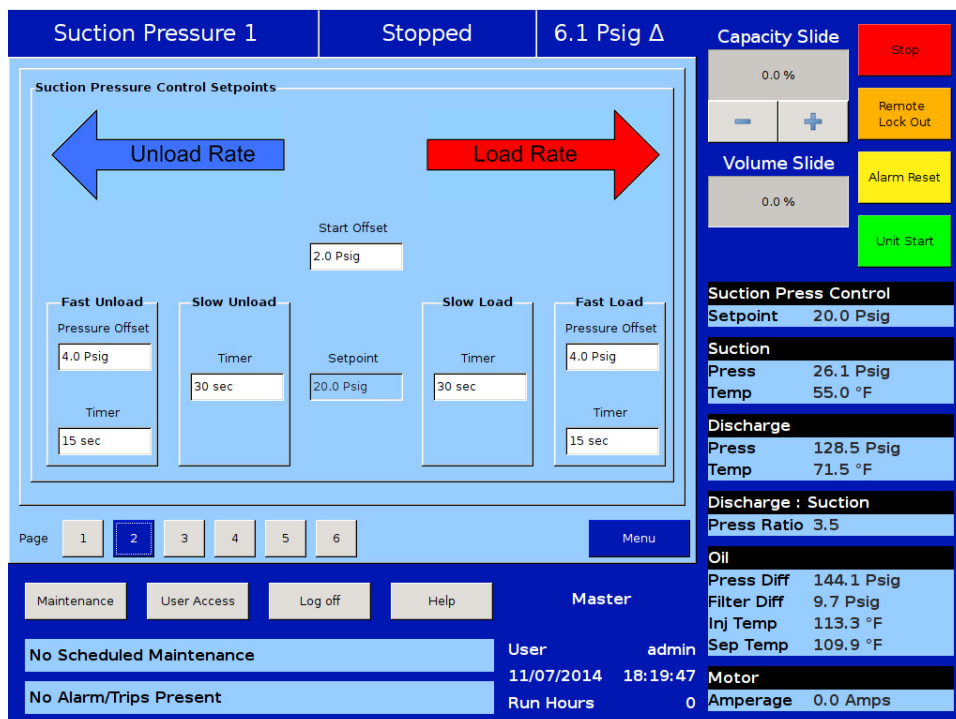 Suction Pressure 1
Stopped
6.1 Psig Δ
Suction Pressure Control Setpoints
Unload Rate
Load Rate
Start Offset
2.0 Psig
Fast Unload
Pressure Offset
4.0 Psig
Timer
15 sec
Slow Unload
Timer
30 sec
Setpoint
20.0 Psig
Slow Load
Timer
30 sec
Fast Load
Pressure Offset
4.0 Psig
Timer
15 sec
Page 1 2 3 4 5 6
Menu
Maintenance
User Access
Log off
Help
Master
No Scheduled Maintenance
No Alarm/Trips Present
User admin
11/07/2014 18:19:47
Run Hours 0
Capacity Slide
0.0 %
− +
Volume Slide
0.0 %
Stop
Remote
Lock Out
Alarm Reset
Unit Start
Suction Press Control
Setpoint 20.0 Psig
Suction
Press 26.1 Psig
Temp 55.0 °F
Discharge
Press 128.5 Psig
Temp 71.5 °F
Discharge : Suction
Press Ratio 3.5
Oil
Press Diff 144.1 Psig
Filter Diff 9.7 Psig
Inj Temp 113.3 °F
Sep Temp 109.9 °F
Motor
Amperage 0.0 Amps